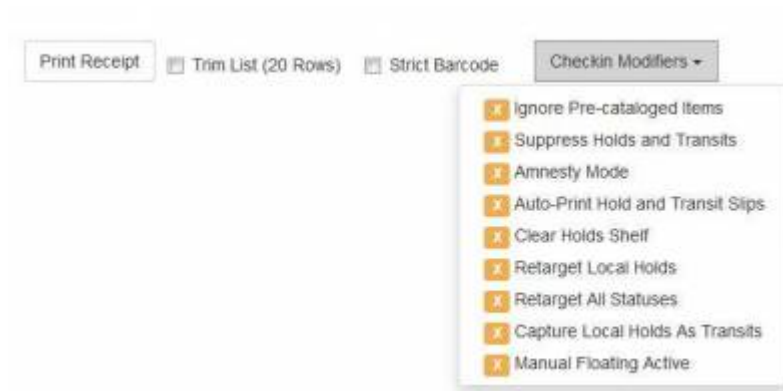 Print Receipt Trim List (20 Rows) Strict Barcode Checkin Modifiers
X Ignore Pre-cataloged Items
X Suppress Holds and Transits
X Amnesty Mode
X Auto-Print Hold and Transit Slips
X Clear Holds Shelf
X Retarget Local Holds
X Retarget All Statuses
X Capture Local Holds As Transits
X Manual Floating Active